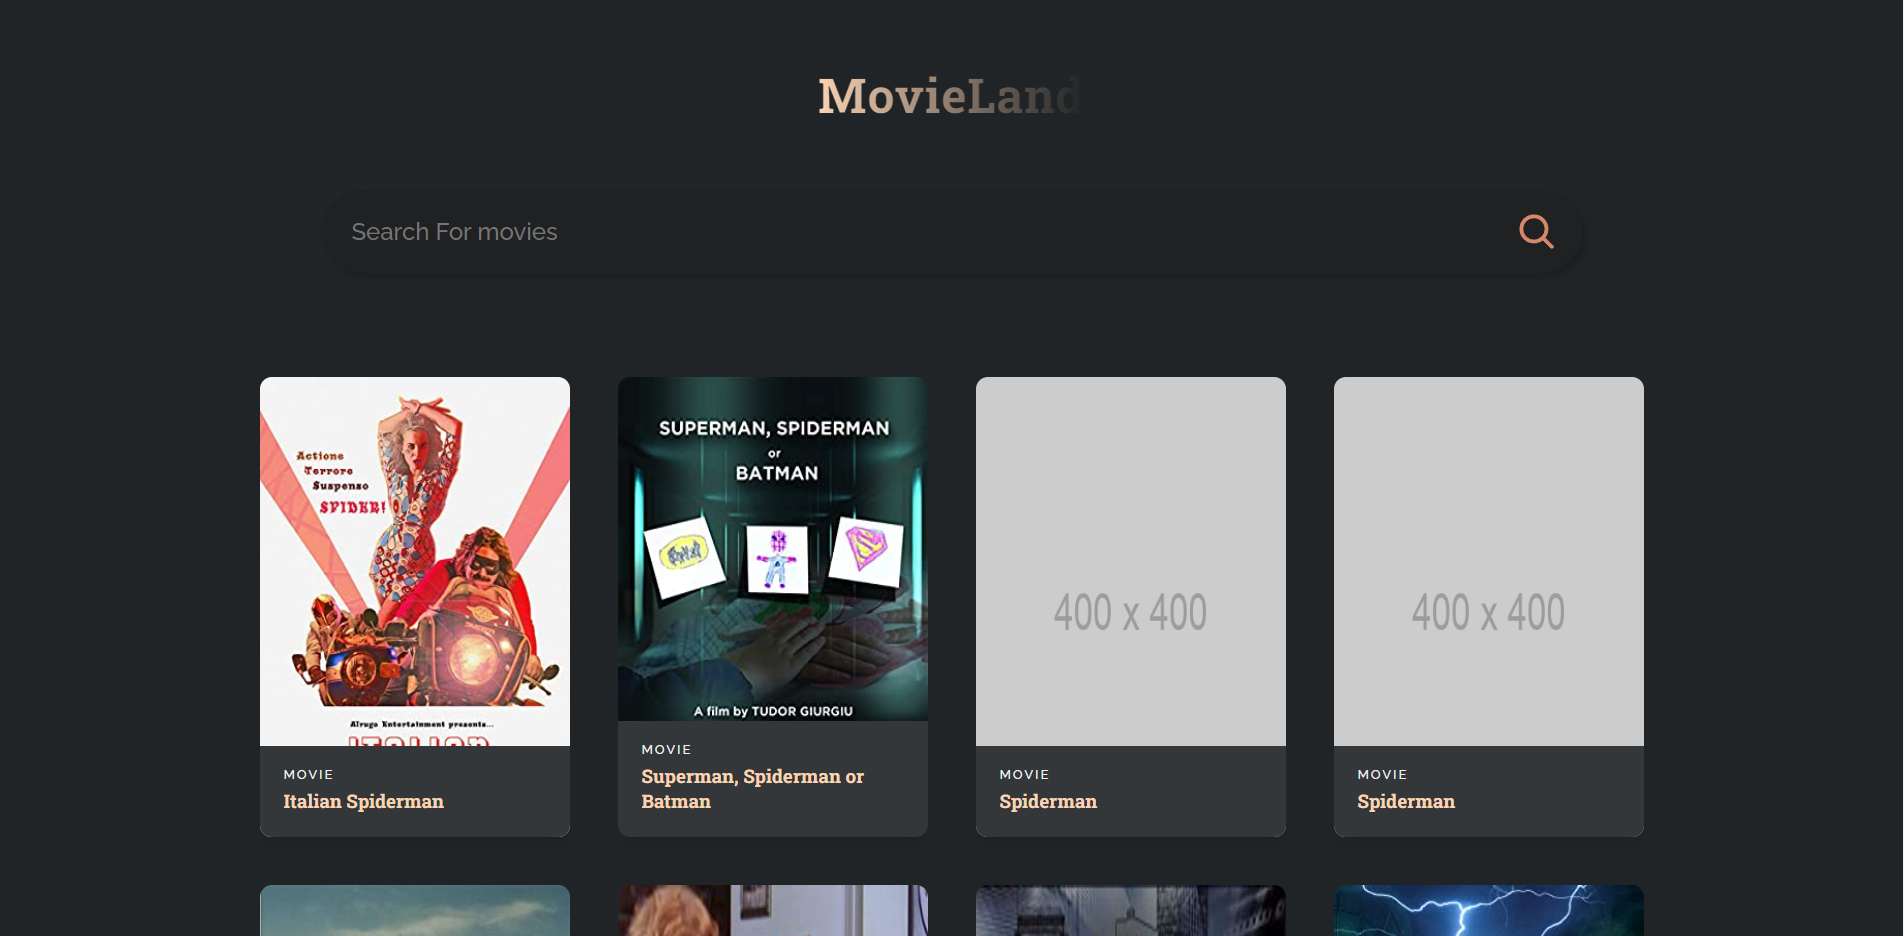 MovieLand
Search For movies
Actione
Terrore
Suspenso
SPIDER!
Alrugo Entertainment presents...
ITALIAN
MOVIE
Italian Spiderman
SUPERMAN, SPIDERMAN
or
BATMAN
A film by TUDOR GIURGIU
MOVIE
Superman, Spiderman or
Batman
400 x 400
MOVIE
Spiderman
400 x 400
MOVIE
Spiderman